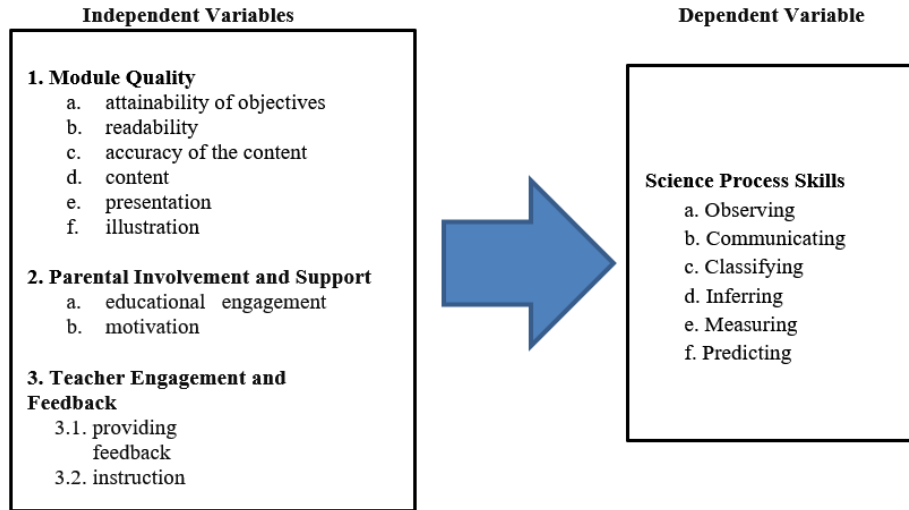 Independent Variables
1. Module Quality
a. attainability of objectives
b. readability
c. accuracy of the content
d. content
e. presentation
f. illustration
2. Parental Involvement and Support
a. educational engagement
b. motivation
3. Teacher Engagement and
Feedback
3.1. providing
feedback
3.2. instruction
Dependent Variable
Science Process Skills
a. Observing
b. Communicating
c. Classifying
d. Inferring
e. Measuring
f. Predicting